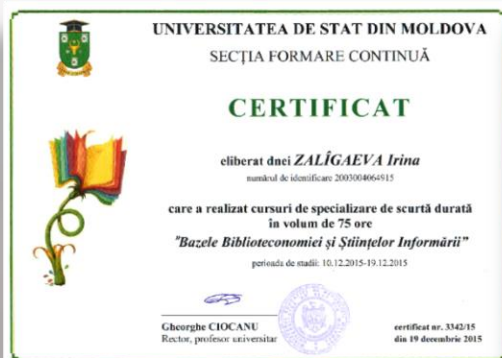 UNIVERSITATEA DE STAT DIN MOLDOVA
SECȚIA FORMARE CONTINUĂ
CERTIFICAT
eliberat dnei ZALÎGAEVA Irina
numărul de identificare 2003004064915
care a realizat cursuri de specializare de scurtă durată
în volum de 75 ore
"Bazele Biblioteconomiei și Științelor Informării”
perioada de studii: 10.12.2015-19.12.2015
Gheorghe CIOCANU
Rector, profesor universitar
certificat nr. 3342/15
din 19 decembrie 2015